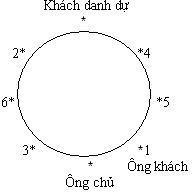 Khách danh dự
*
2* *4
6* *5
3* *1
* Ông khách
Ông chủ